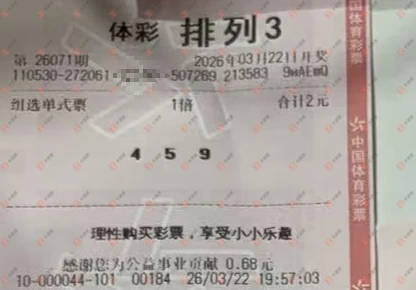 体彩 排列3
第 26071期 2026年03月22日开奖
110530-272061 507269 213583 9wAEmQ
组选单式票 1倍 合计2元
4 5 9
理性购买彩票，享受小小乐趣
感谢您为公益事业贡献 0.68元
10-000044-101 00184 26/03/22 19:57:03
国体育彩票
中国体育彩票